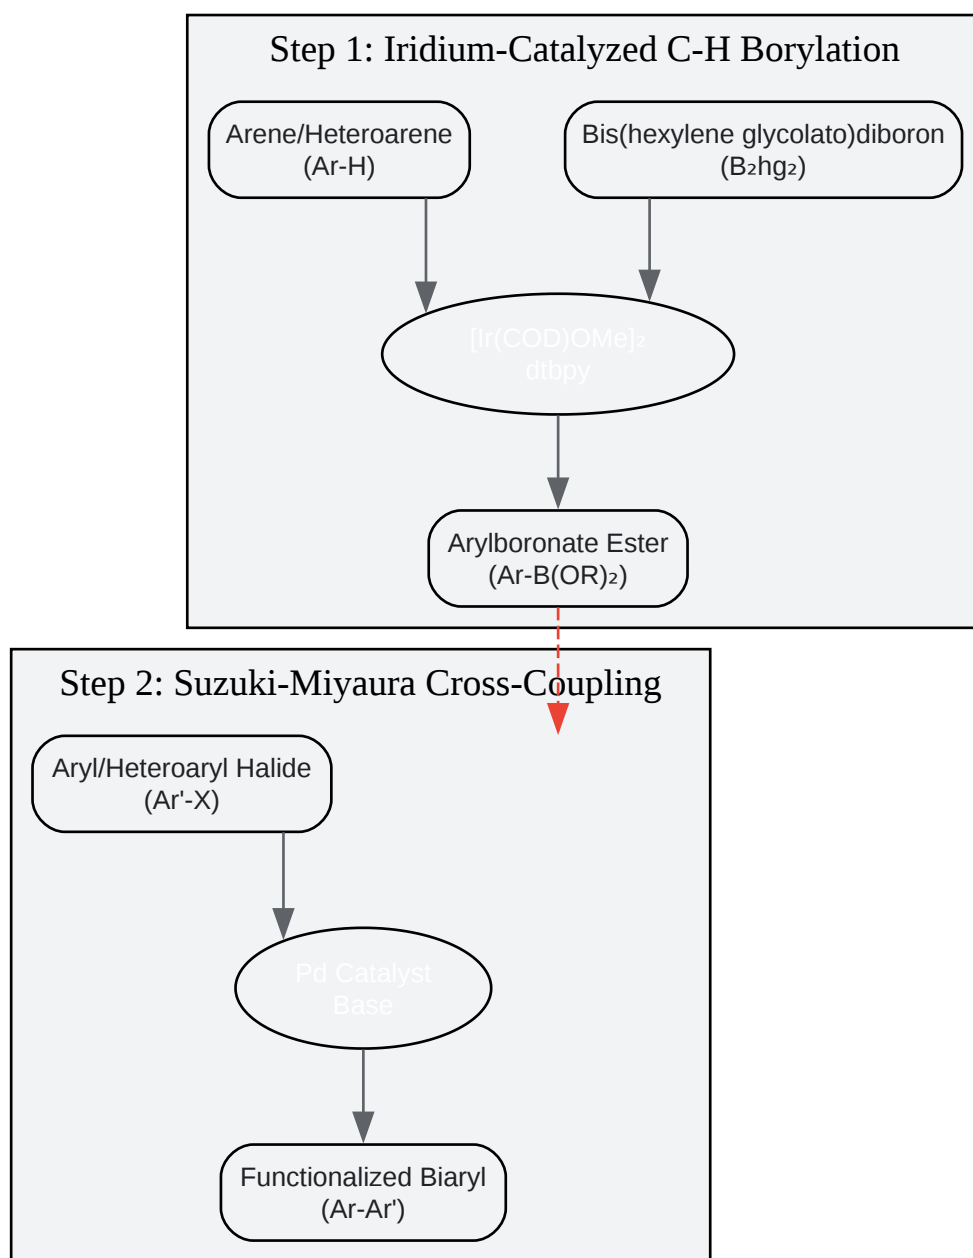 Step 1: Iridium-Catalyzed C-H Borylation
Arene/Heteroarene
(Ar-H)
Bis(hexylene glycolato)diboron
(B₂hg₂)
[Ir(COD)OMe]₂
dtbpy
Arylboronate Ester
(Ar-B(OR)₂)
Step 2: Suzuki-Miyaura Cross-Coupling
Aryl/Heteroaryl Halide
(Ar'-X)
Pd Catalyst
Base
Functionalized Biaryl
(Ar-Ar')